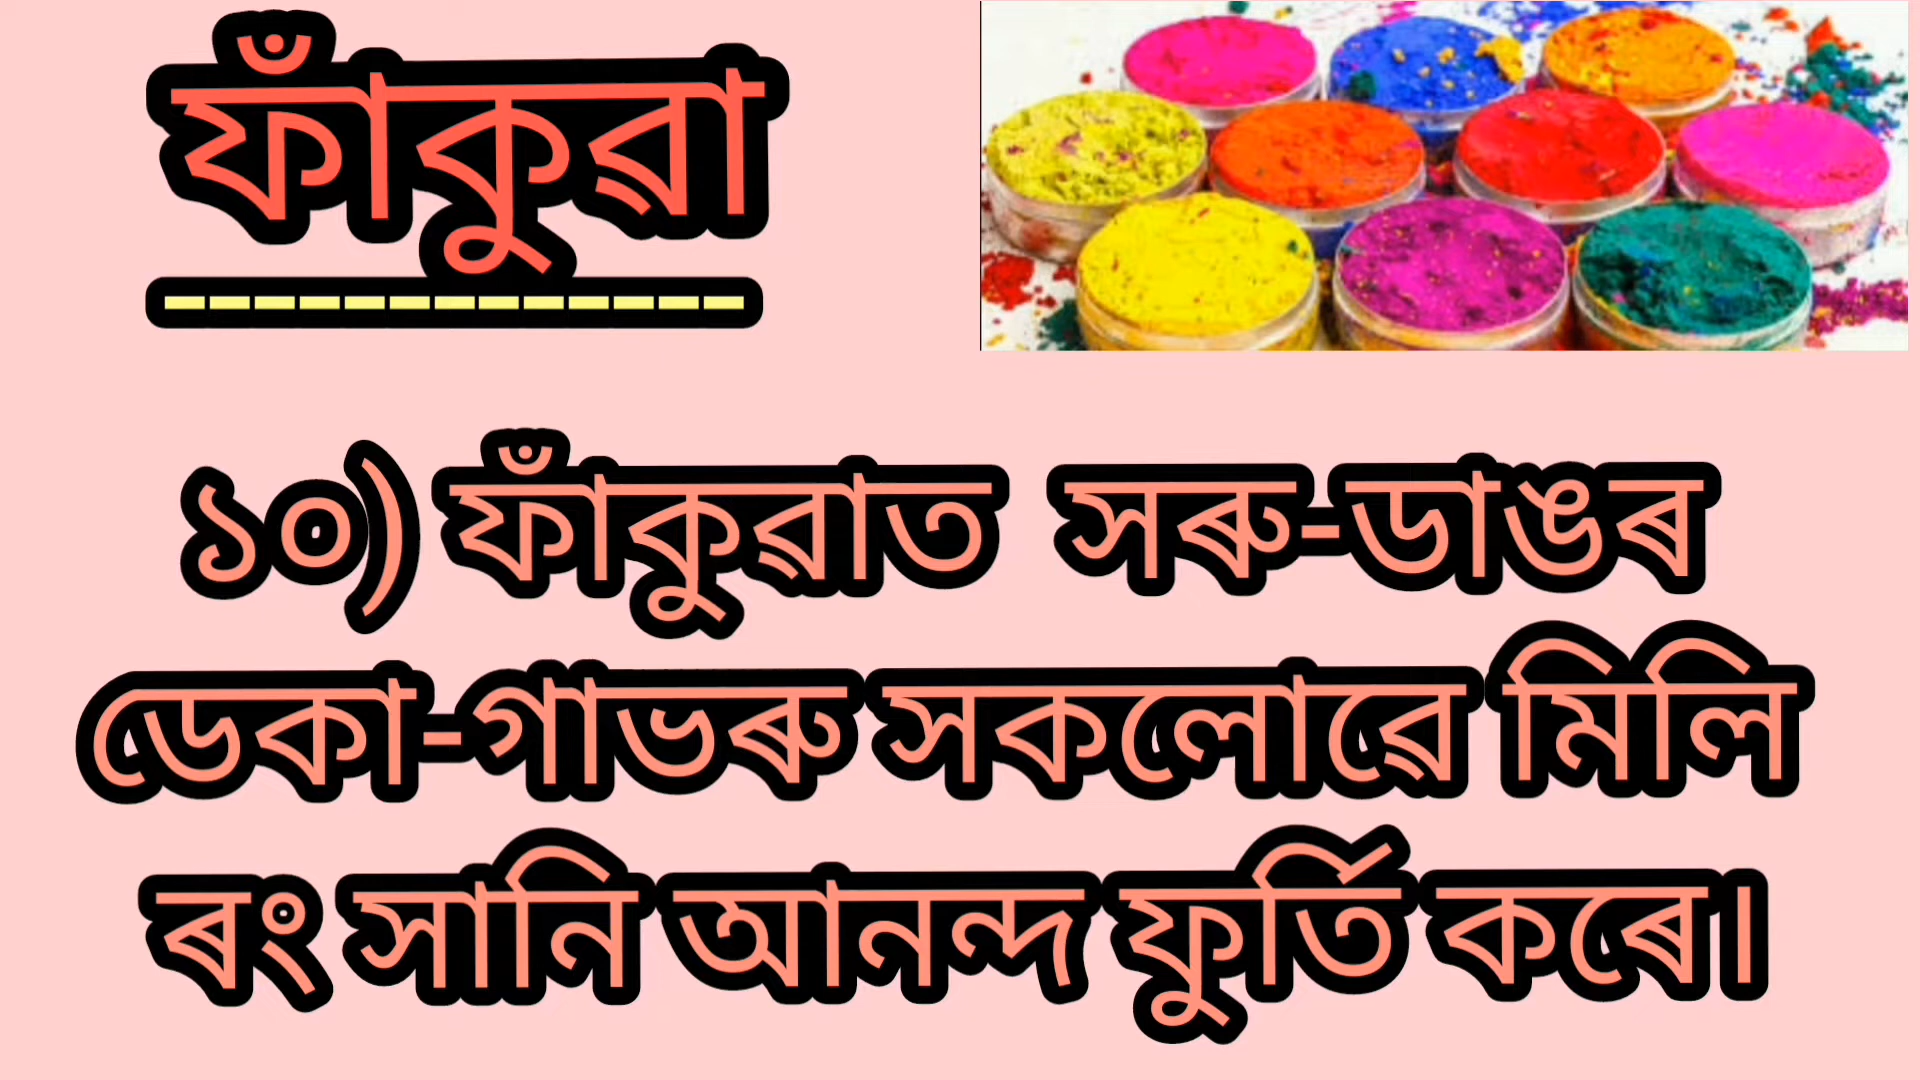 ফাঁকুৱা
-------------
১০) ফাঁকুৱাত সৰু-ডাঙৰ
ডেকা-গাভৰু সকলোৱে মিলি
ৰং সানি আনন্দ ফুৰ্তি কৰে।